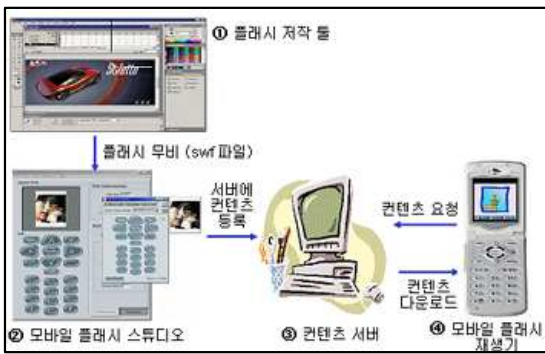 ① 플래시 저작 툴
Stiletto
플래시 무비 (swf 파일)
서버에
컨텐츠
등록
컨텐츠 요청
컨텐츠
다운로드
② 모바일 플래시 스튜디오
③ 컨텐츠 서버
④ 모바일 플래시
재생기